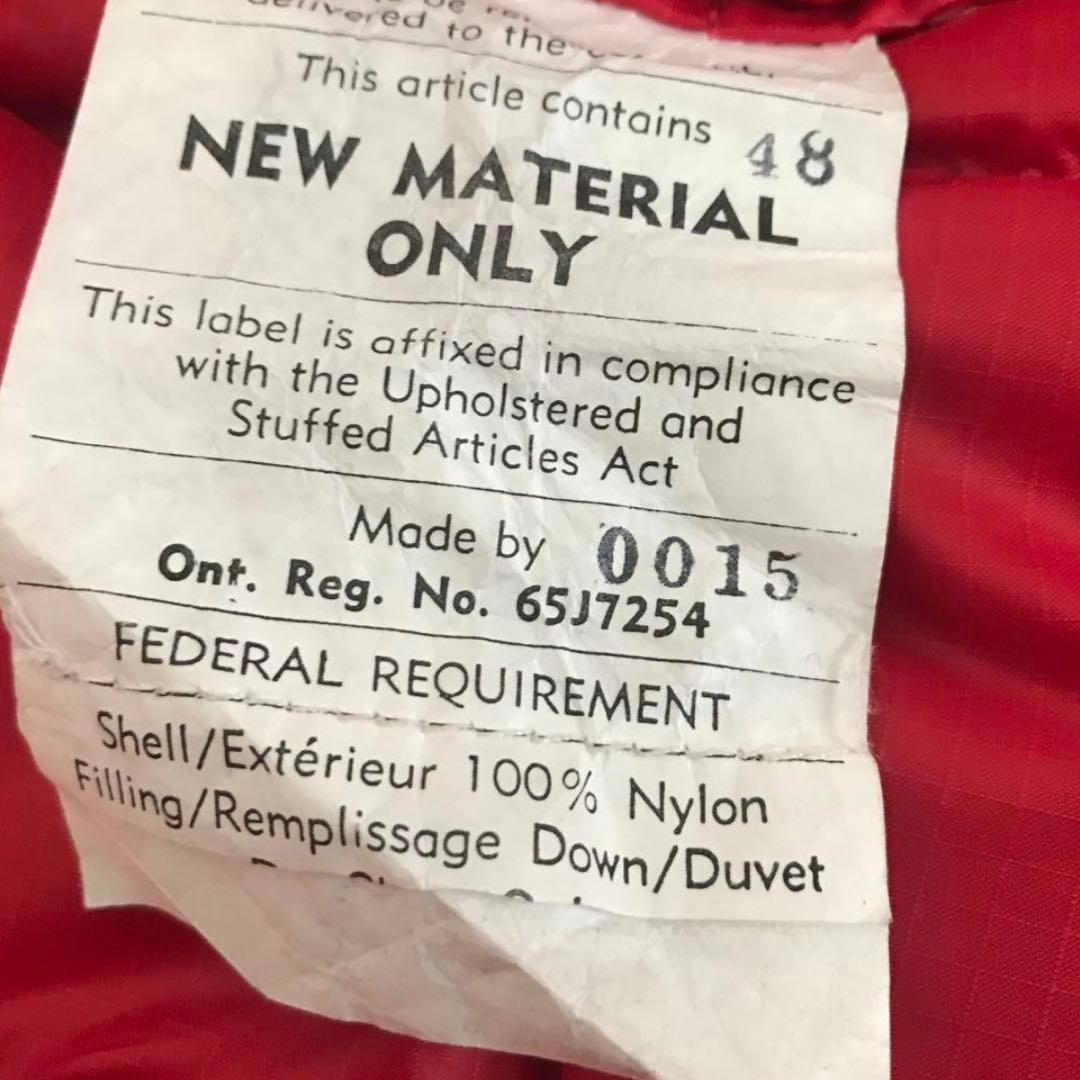 delivered to the
This article contains 48
NEW MATERIAL
ONLY
This label is affixed in compliance
with the Upholstered and
Stuffed Articles Act
Made by 0015
Ont. Reg. No. 65J7254
FEDERAL REQUIREMENT
Shell/Extérieur 100% Nylon
Filling/Remplissage Down/Duvet